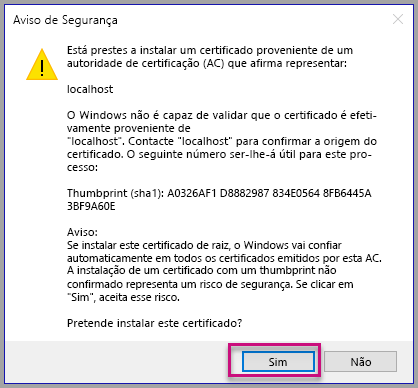 Aviso de Segurança
Está prestes a instalar um certificado proveniente de um
autoridade de certificação (AC) que afirma representar:
localhost
O Windows não é capaz de validar que o certificado é efeti-
vamente proveniente de
"localhost". Contacte "localhost" para confirmar a origem do
certificado. O seguinte número ser-lhe-á útil para este pro-
cesso:
Thumbprint (sha1): A0326AF1 D8882987 834E0564 8FB6445A
3BF9A60E
Aviso:
Se instalar este certificado de raiz, o Windows vai confiar
automaticamente em todos os certificados emitidos por esta AC.
A instalação de um certificado com um thumbprint não
confirmado representa um risco de segurança. Se clicar em
"Sim", aceita esse risco.
Pretende instalar este certificado?
Sim
Não